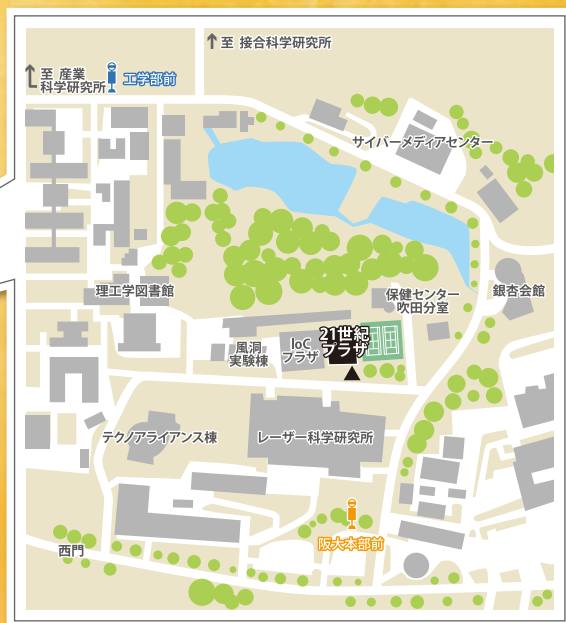 ↑至 接合科学研究所
至 産業
科学研究所
工学部前
サイバーメディアセンター
理工学図書館
保健センター
吹田分室
銀杏会館
21世紀
プラザ
IoC
プラザ
風洞
実験棟
テクノアライアンス棟
レーザー科学研究所
阪大本部前
西門